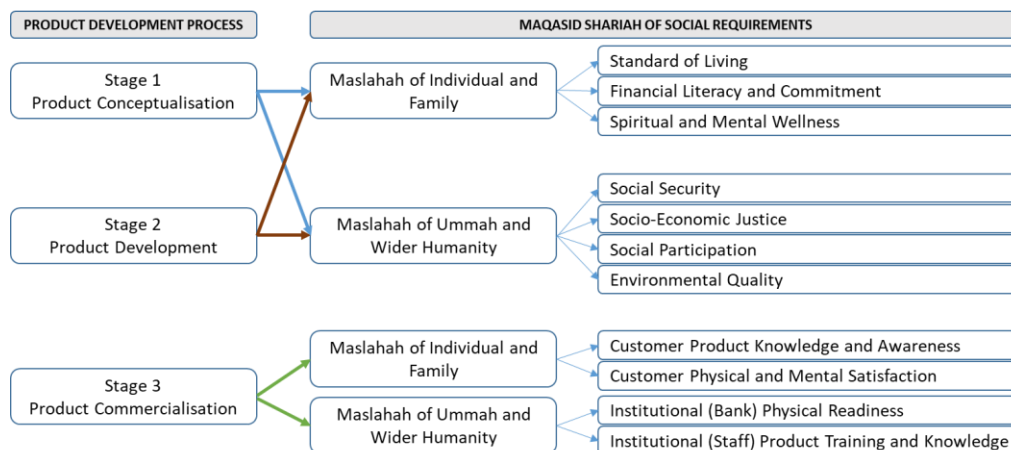 PRODUCT DEVELOPMENT PROCESS
MAQASID SHARIAH OF SOCIAL REQUIREMENTS
Stage 1
Product Conceptualisation
Maslahah of Individual and
Family
Standard of Living
Financial Literacy and Commitment
Spiritual and Mental Wellness
Stage 2
Product Development
Maslahah of Ummah and
Wider Humanity
Social Security
Socio-Economic Justice
Social Participation
Environmental Quality
Stage 3
Product Commercialisation
Maslahah of Individual and
Family
Customer Product Knowledge and Awareness
Customer Physical and Mental Satisfaction
Maslahah of Ummah and
Wider Humanity
Institutional (Bank) Physical Readiness
Institutional (Staff) Product Training and Knowledge